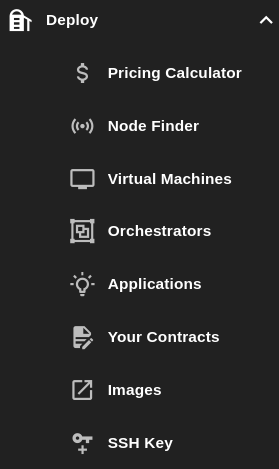 Deploy
Pricing Calculator
Node Finder
Virtual Machines
Orchestrators
Applications
Your Contracts
Images
SSH Key